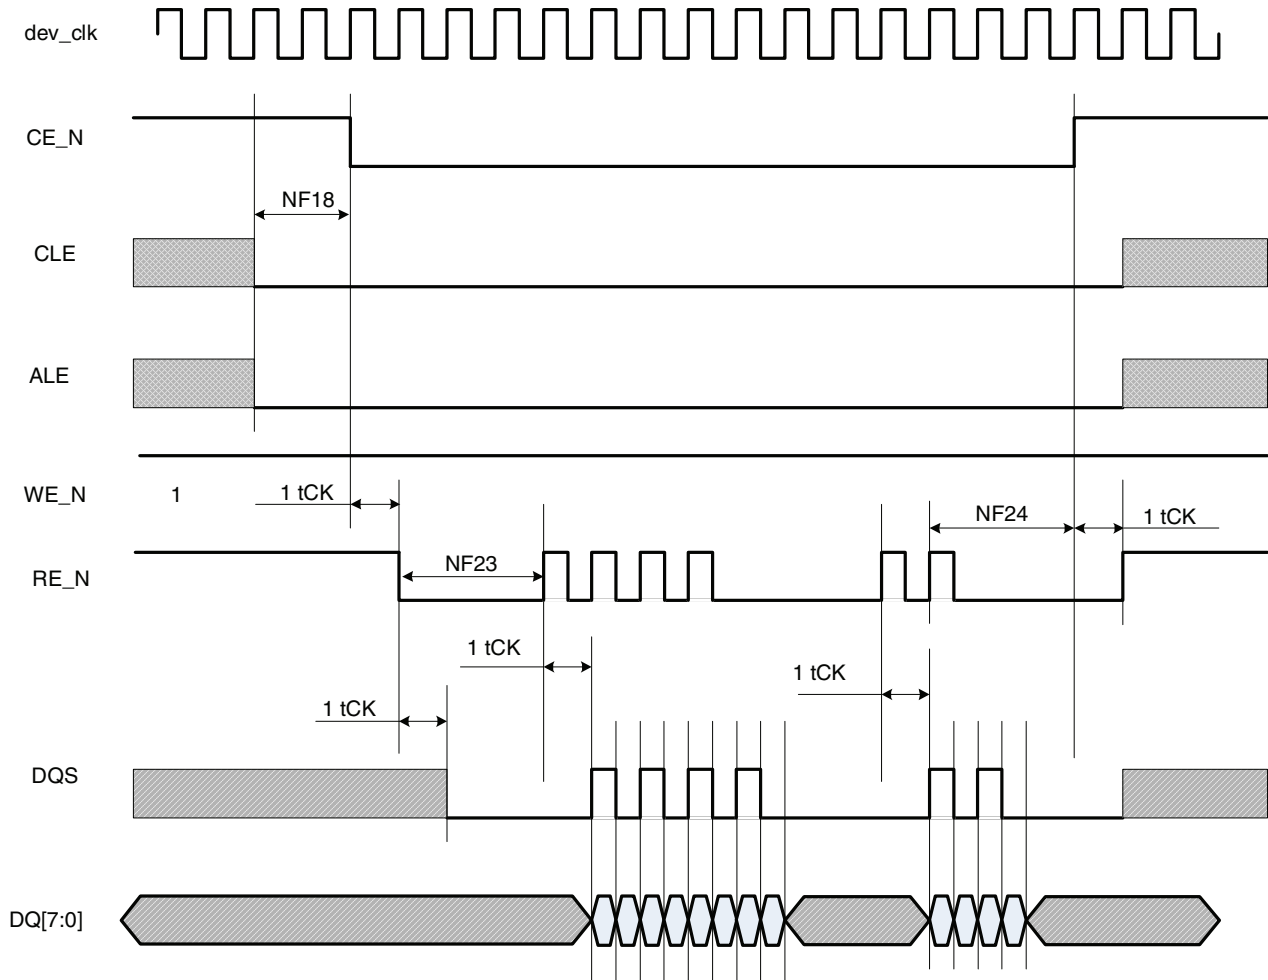 dev_clk
CE_N
NF18
CLE
ALE
WE_N 1 1 tCK
NF24 1 tCK
RE_N NF23
1 tCK
1 tCK
1 tCK
DQS
DQ[7:0]